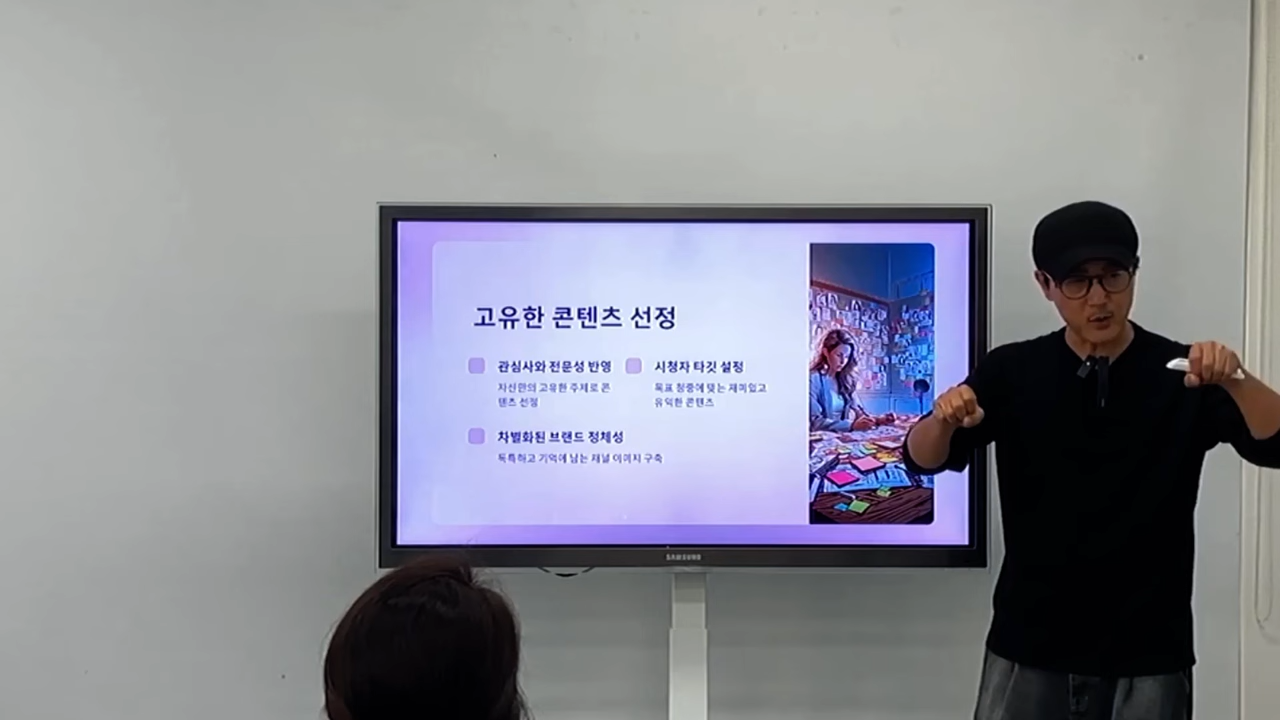 고유한 콘텐츠 선정
관심사와 전문성 반영
자신만의 고유한 주제로 콘
텐츠 선정
시청자 타깃 설정
목표 청중에 맞는 재미있고
유익한 콘텐츠
차별화된 브랜드 정체성
독특하고 기억에 남는 채널 이미지 구축
SAMSUNG